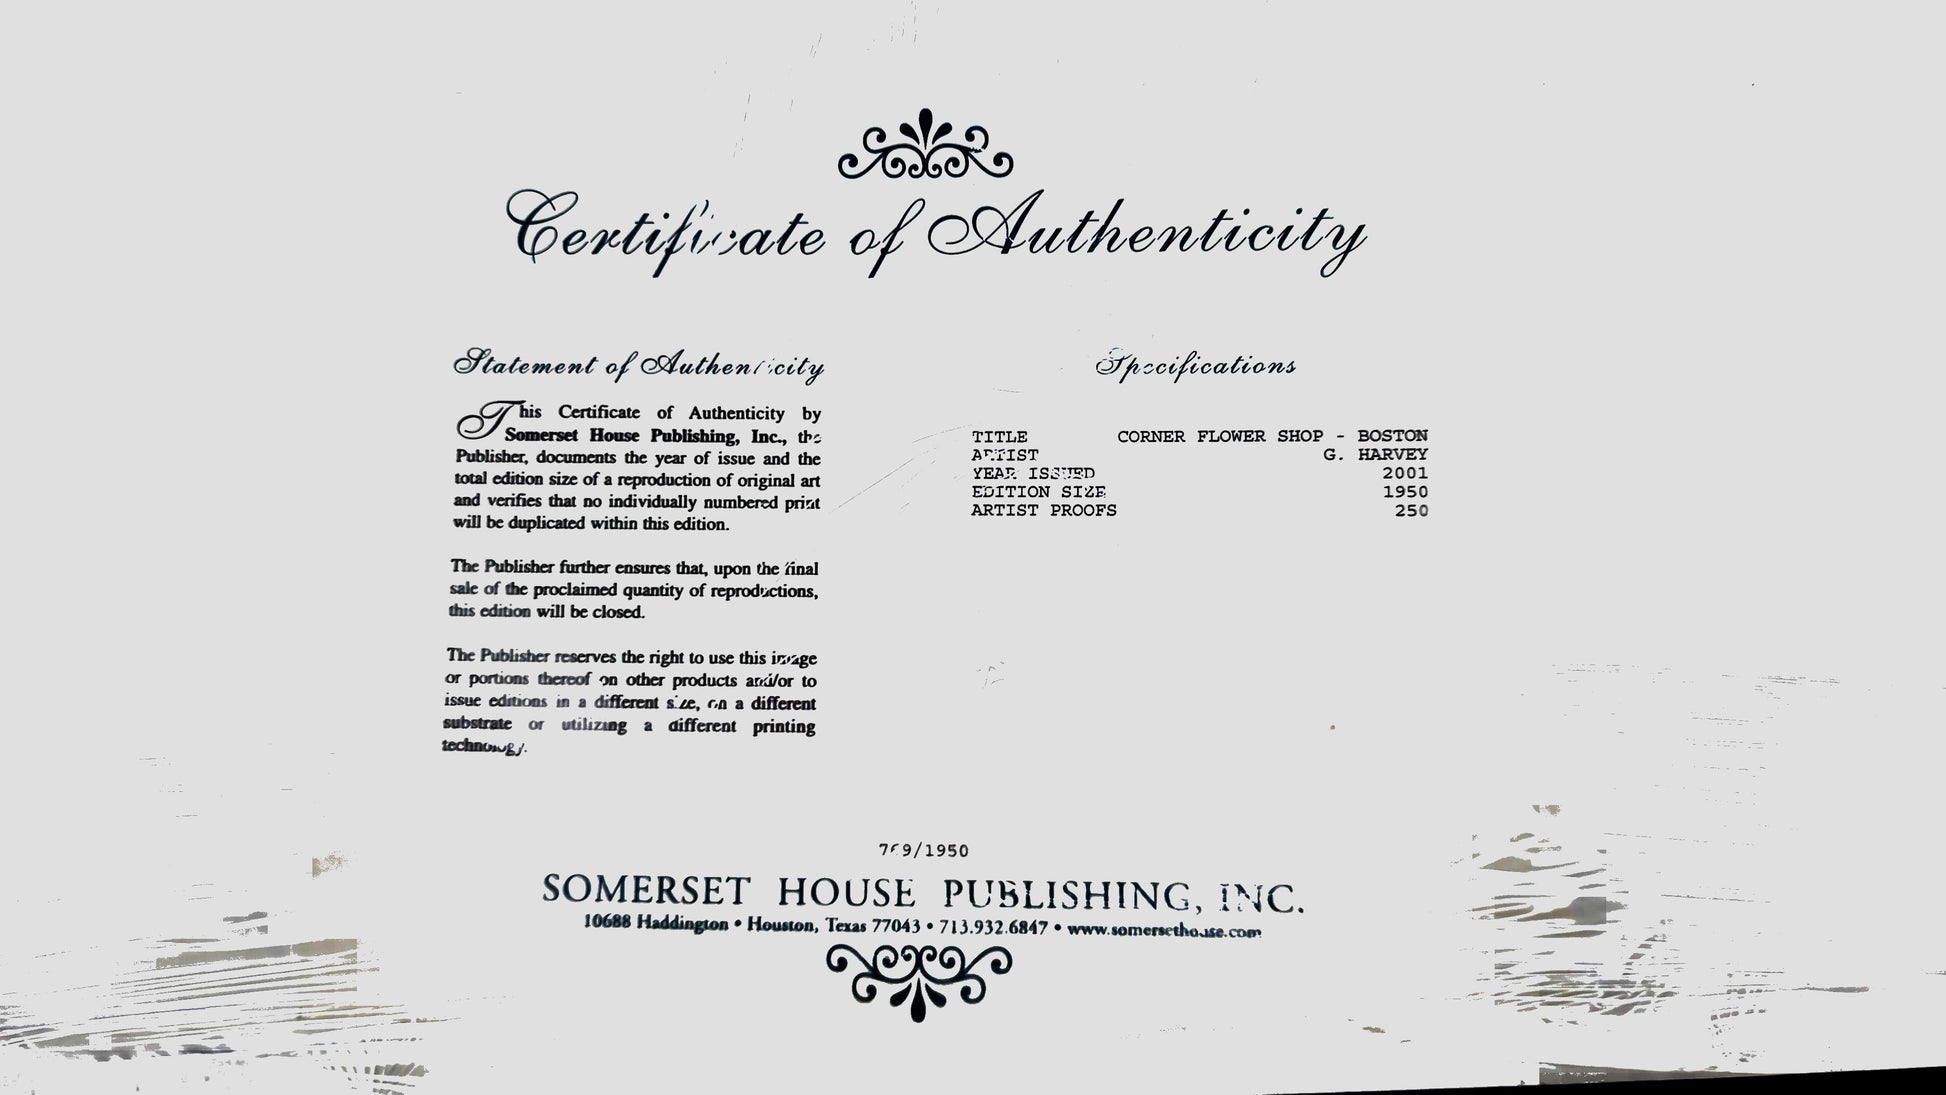 Certificate of Authenticity
Statement of Authenticity
This Certificate of Authenticity by
Somerset House Publishing, Inc., the
Publisher, documents the year of issue and the
total edition size of a reproduction of original art
and verifies that no individually numbered print
will be duplicated within this edition.
The Publisher further ensures that, upon the final
sale of the proclaimed quantity of reproductions,
this edition will be closed.
The Publisher reserves the right to use this image
or portions thereof on other products and/or to
issue editions in a different size, on a different
substrate or utilizing a different printing
technology.
Specifications
TITLE CORNER FLOWER SHOP - BOSTON
ARTIST G. HARVEY
YEAR ISSUED 2001
EDITION SIZE 1950
ARTIST PROOFS 250
SOMERSET HOUSE PUBLISHING, INC.
10688 Haddington • Houston, Texas 77043 • 713.932.6847 • www.somersethouse.com